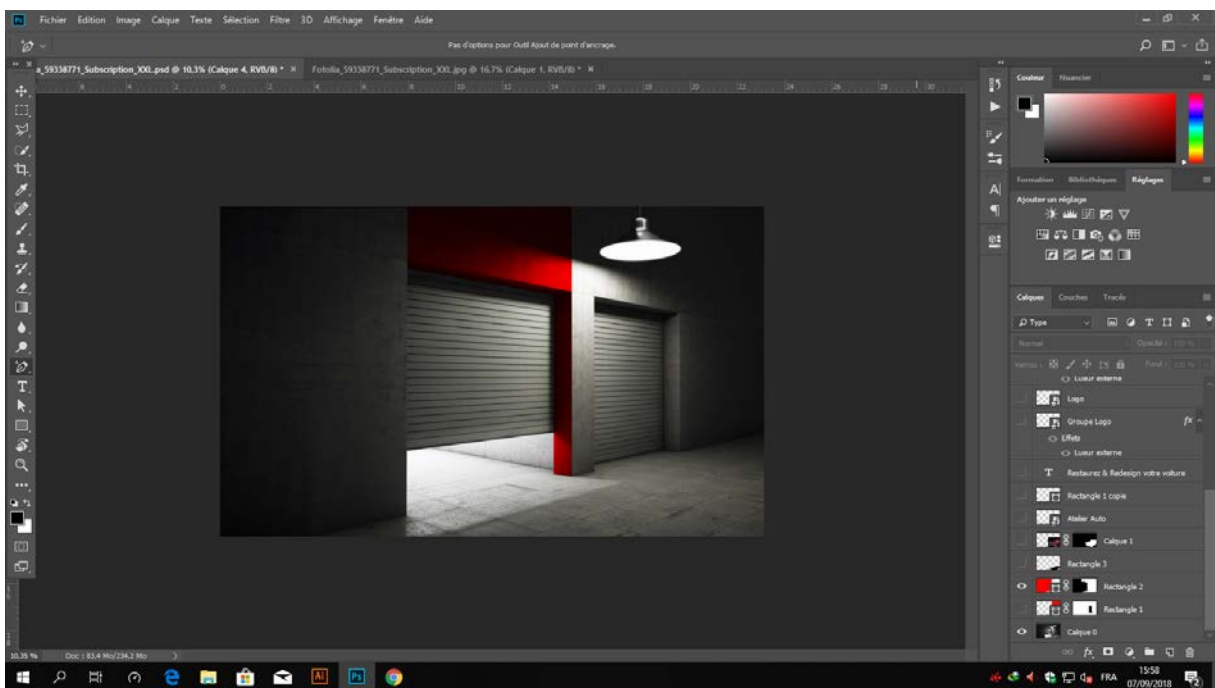 Ps Fichier Edition Image Calque Texte Sélection Filtre 3D Affichage Fenêtre Aide
Pas d'options pour Outil Ajout de point d'ancrage.
a_59338771_Subscription_XXL.psd @ 10,3% (Calque 4, RVB/8) * × Fotolia_59338771_Subscription_XXL.jpg @ 16,7% (Calque 1, RVB/8) * ×
Couleur Nuancier
Formation Bibliothèques Réglages
Ajouter un réglage
Calques Couches Tracés
Type
Normal Opacité : 100 %
Verrou : Fond : 100 %
Lueur externe
Logo
Groupe Logo fx
Effets
Lueur externe
T Restaurez & Redesign votre voiture
Rectangle 1 copie
Atelier Auto
Calque 1
Rectangle 3
Rectangle 2
Rectangle 1
Calque 0
10,35 % Doc : 83,4 Mo/234,2 Mo
Ai Ps FRA 15:58
07/09/2018